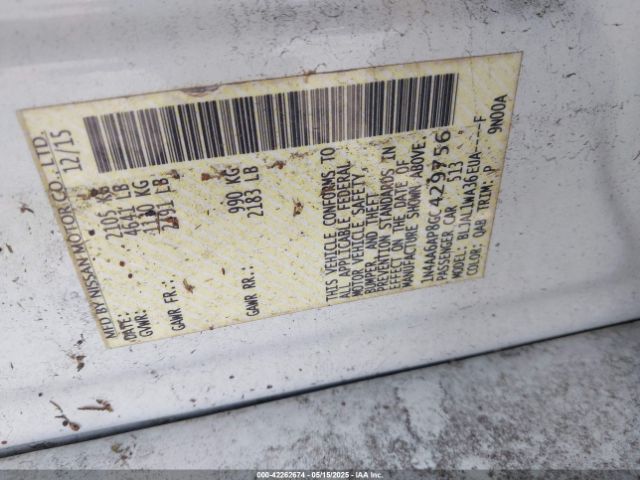 MFD BY NISSAN MOTOR CO., LTD.
DATE: 12/15
GVWR: 2105 KG
4641 LB
GAWR FR.: 1130 KG
2491 LB
GAWR RR.: 990 KG
2183 LB
THIS VEHICLE CONFORMS TO
ALL APPLICABLE FEDERAL
MOTOR VEHICLE SAFETY,
BUMPER, AND THEFT
PREVENTION STANDARDS IN
EFFECT ON THE DATE OF
MANUFACTURE SHOWN ABOVE.
1N4AA6AP8GC429756
PASSENGER CAR 513
MODEL: BLJALLWA36EUA-----F
COLOR: QAB TRIM: P 9N00A
000-42262674 - 05/15/2025 - IAA Inc.